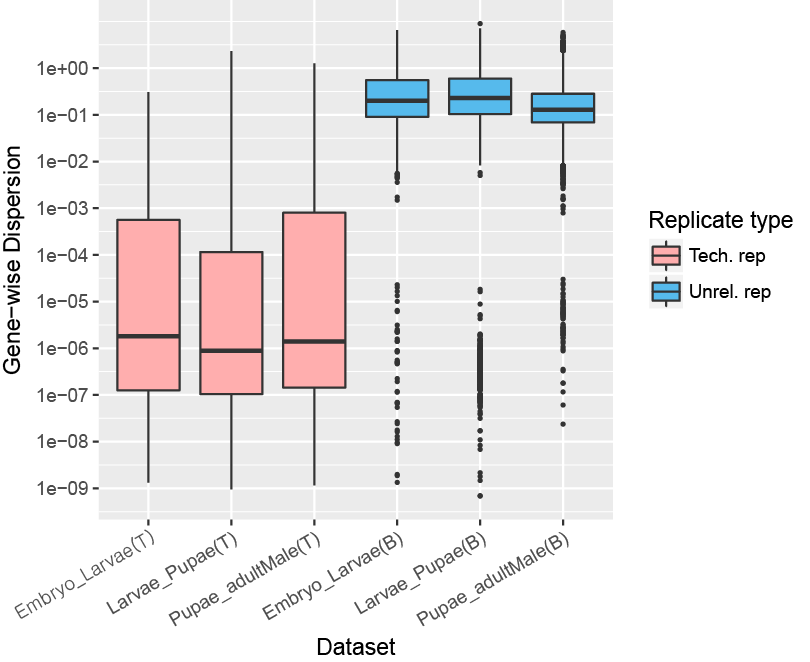 Gene−wise Dispersion
1e+00
1e−01
1e−02
1e−03
1e−04
1e−05
1e−06
1e−07
1e−08
1e−09
Embryo_Larvae(T)
Larvae_Pupae(T)
Pupae_adultMale(T)
Embryo_Larvae(B)
Larvae_Pupae(B)
Pupae_adultMale(B)
Dataset
Replicate type
Tech. rep
Unrel. rep